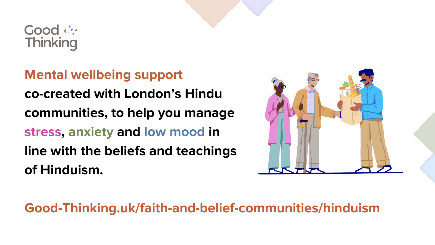 Good
Thinking
Mental wellbeing support
co-created with London's Hindu
communities, to help you manage
stress, anxiety and low mood in
line with the beliefs and teachings
of Hinduism.
Good-Thinking.uk/faith-and-belief-communities/hinduism